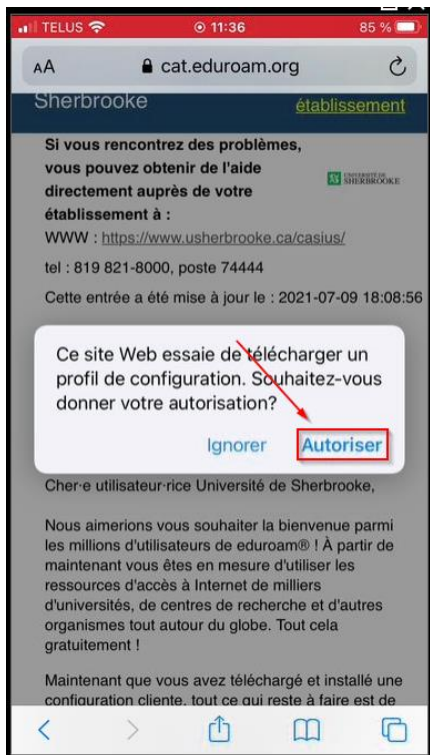 TELUS 11:36 85 %
AA cat.eduroam.org
Sherbrooke établissement
Si vous rencontrez des problèmes,
vous pouvez obtenir de l'aide
directement auprès de votre
établissement à :
UNIVERSITÉ DE
SHERBROOKE
WWW : https://www.usherbrooke.ca/casius/
tel : 819 821-8000, poste 74444
Cette entrée a été mise à jour le : 2021-07-09 18:08:56
Ce site Web essaie de télécharger un
profil de configuration. Souhaitez-vous
donner votre autorisation?
Ignorer Autoriser
Cher·e utilisateur·rice Université de Sherbrooke,
Nous aimerions vous souhaiter la bienvenue parmi
les millions d'utilisateurs de eduroam® ! À partir de
maintenant vous êtes en mesure d'utiliser les
ressources d'accès à Internet de milliers
d'universités, de centres de recherche et d'autres
organismes tout autour du globe. Tout cela
gratuitement !
Maintenant que vous avez téléchargé et installé une
configuration cliente, tout ce qui reste à faire est de